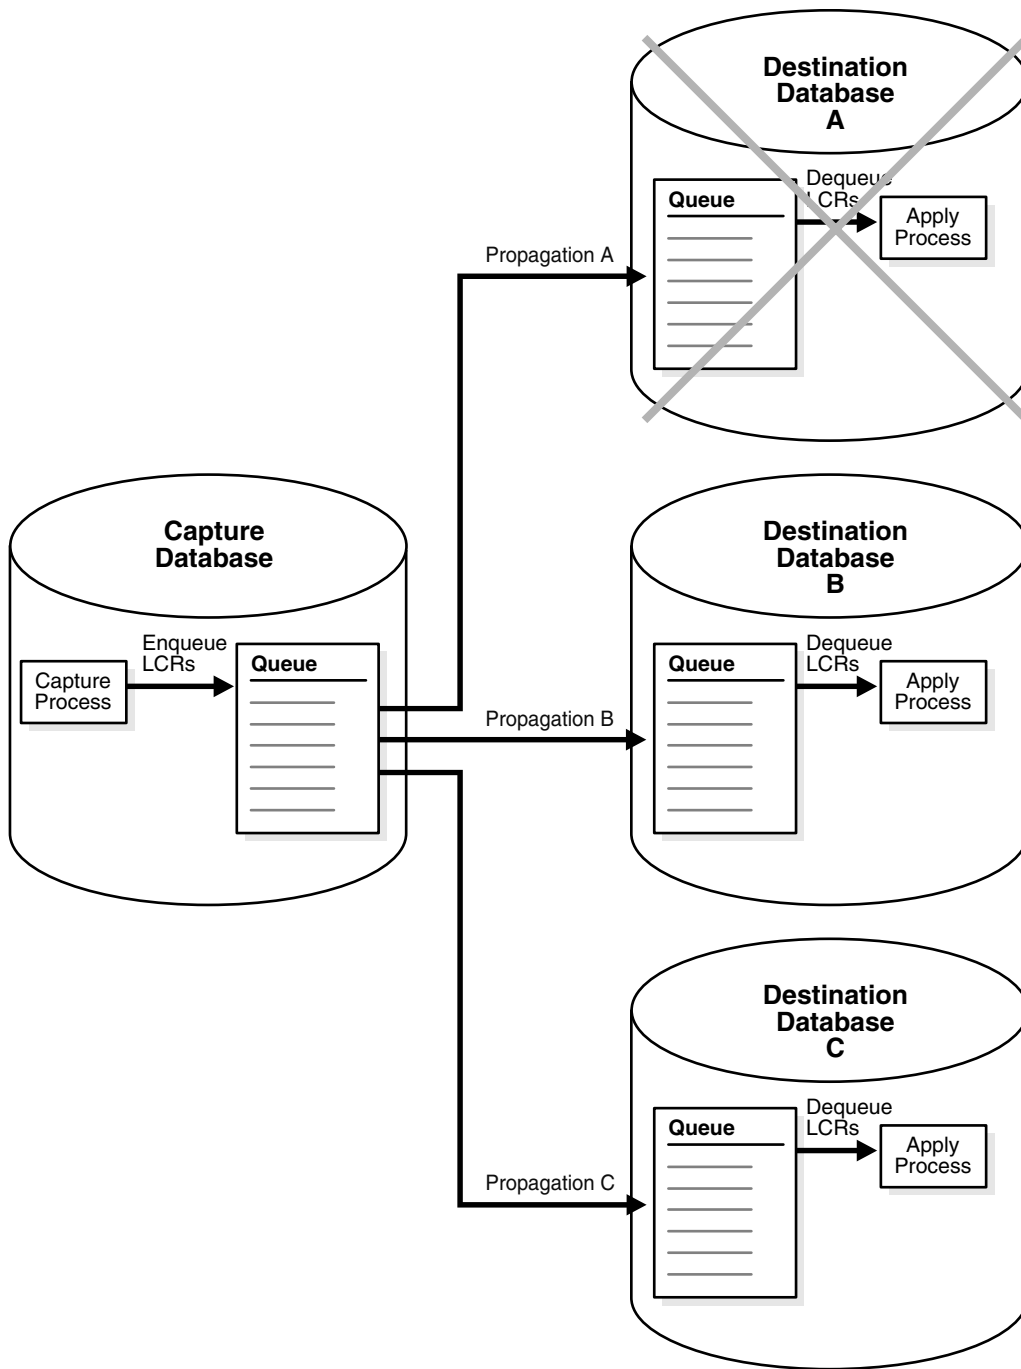 Destination
Database
A
Dequeue
LCRs
Queue
Apply
Process
Propagation A
Capture
Database
Enqueue
LCRs
Queue
Capture
Process
Destination
Database
B
Dequeue
LCRs
Queue
Apply
Process
Propagation B
Destination
Database
C
Dequeue
LCRs
Queue
Apply
Process
Propagation C